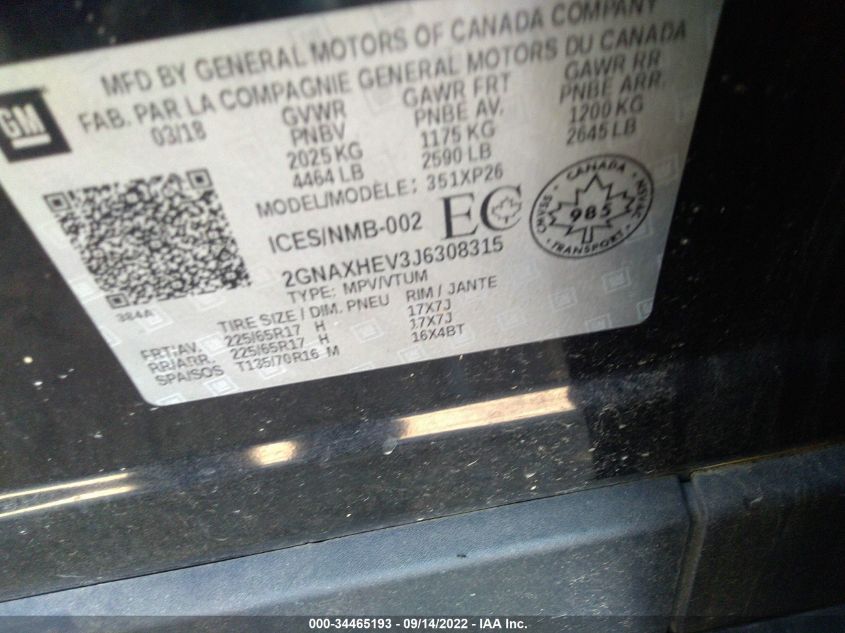 GM
MFD BY GENERAL MOTORS OF CANADA COMPANY
FAB. PAR LA COMPAGNIE GENERAL MOTORS DU CANADA
03/18 GVWR GAWR FRT GAWR RR
PNBV PNBE AV. PNBE ARR.
2025 KG 1175 KG 1200 KG
4464 LB 2590 LB 2645 LB
MODEL/MODÈLE: 351XP26
ICES/NMB-002 EC
CANADA
CMVSS 985 NSVAC
TRANSPORT
2GNAXHEV3J6308315
384A TYPE: MPV/VTUM
TIRE SIZE / DIM. PNEU RIM / JANTE
FRT/AV. 225/65R17 H 17X7J
RR/ARR. 225/65R17 H 17X7J
SPA/SOS T135/70R16 M 16X4BT
000-34465193 - 09/14/2022 - IAA Inc.